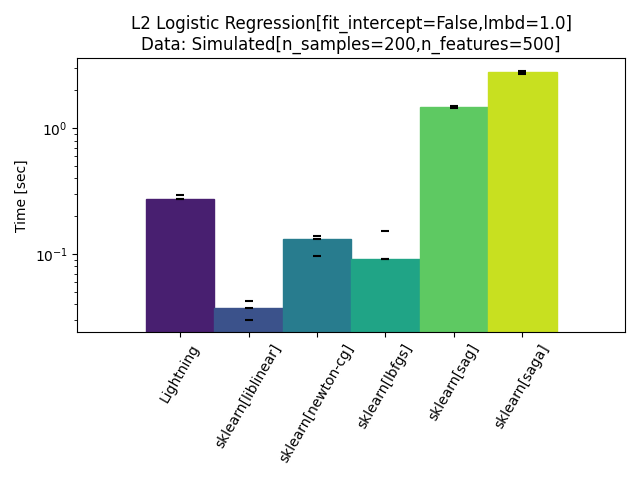 L2 Logistic Regression[fit_intercept=False,lmbd=1.0]
Data: Simulated[n_samples=200,n_features=500]
Time [sec]
10⁰
10⁻¹
Lightning
sklearn[liblinear]
sklearn[newton-cg]
sklearn[lbfgs]
sklearn[sag]
sklearn[saga]